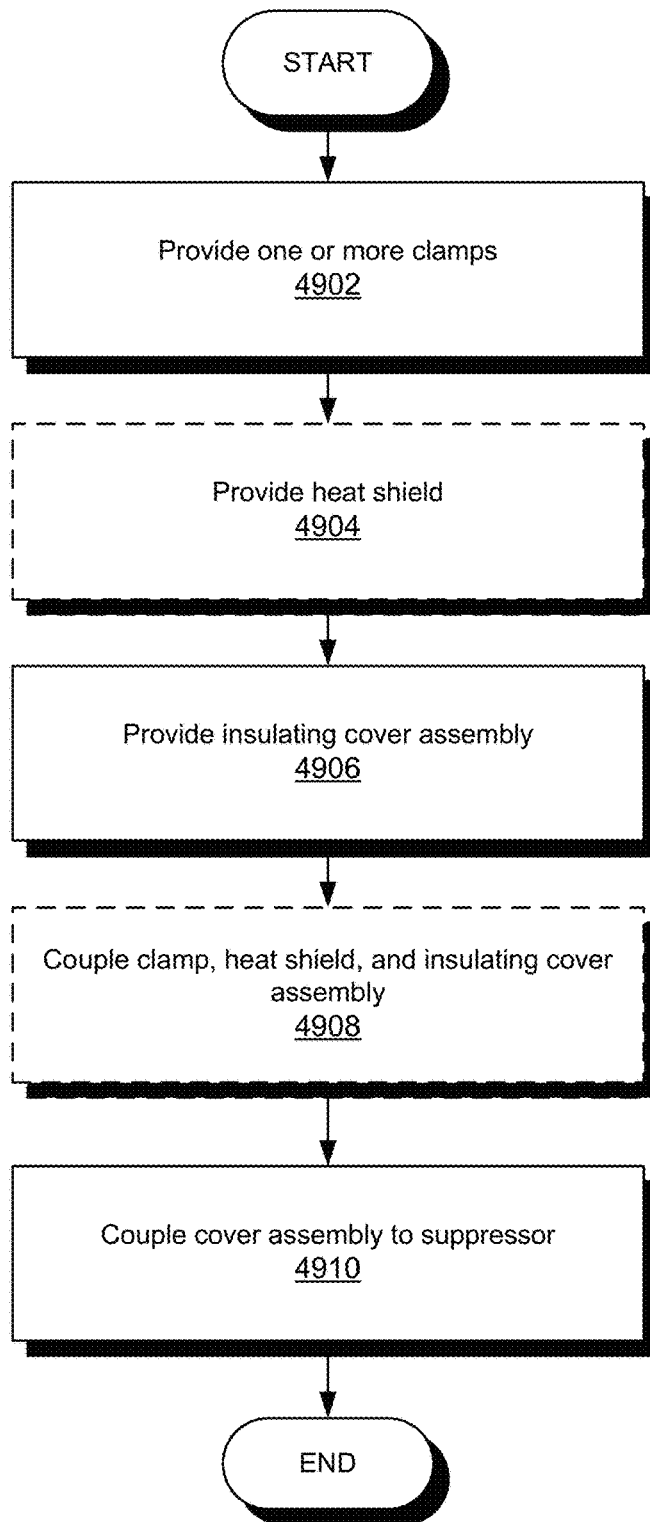 START
Provide one or more clamps
4902
Provide heat shield
4904
Provide insulating cover assembly
4906
Couple clamp, heat shield, and insulating cover
assembly
4908
Couple cover assembly to suppressor
4910
END